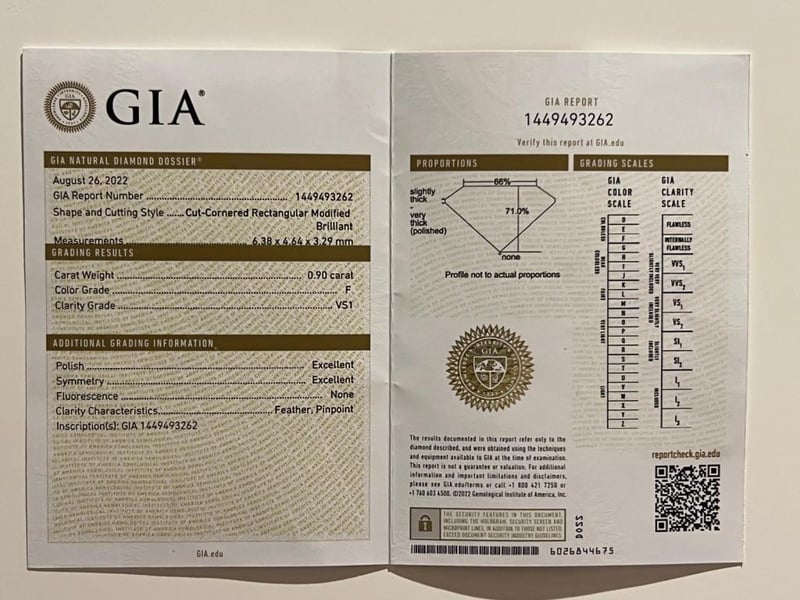 GIA®
GIA NATURAL DIAMOND DOSSIER®
August 26, 2022
GIA Report Number 1449493262
Shape and Cutting Style Cut-Cornered Rectangular Modified
Brilliant
Measurements 6.38 x 4.64 x 3.29 mm
GRADING RESULTS
Carat Weight 0.90 carat
Color Grade F
Clarity Grade VS1
ADDITIONAL GRADING INFORMATION
Polish Excellent
Symmetry Excellent
Fluorescence None
Clarity Characteristics Feather, Pinpoint
Inscription(s): GIA 1449493262
GIA.edu
GIA REPORT
1449493262
Verify this report at GIA.edu
PROPORTIONS
66%
slightly
thick
-
very
thick
(polished)
71.0%
none
Profile not to actual proportions
GIA
The results documented in this report refer only to the
diamond described, and were obtained using the techniques
and equipment available to GIA at the time of examination.
This report is not a guarantee or valuation. For additional
information and important limitations and disclaimers,
please see GIA.edu/terms or call +1 800 421 7250 or
+1 760 603 4500. ©2022 Gemological Institute of America, Inc.
THE SECURITY FEATURES IN THIS DOCUMENT,
INCLUDING THE HOLOGRAM, SECURITY SCREEN AND
MICROPRINT LINES, IN ADDITION TO THOSE NOT LISTED,
EXCEED DOCUMENT SECURITY INDUSTRY GUIDELINES.
D022
6026844675
GRADING SCALES
GIA
COLOR
SCALE
D
E
F
G
H
I
J
K
L
M
N
O
P
Q
R
S
T
U
V
W
X
Y
Z
GIA
CLARITY
SCALE
FLAWLESS
INTERNALLY
FLAWLESS
VVS1
VVS2
VS1
VS2
SI1
SI2
I1
I2
I3
reportcheck.gia.edu